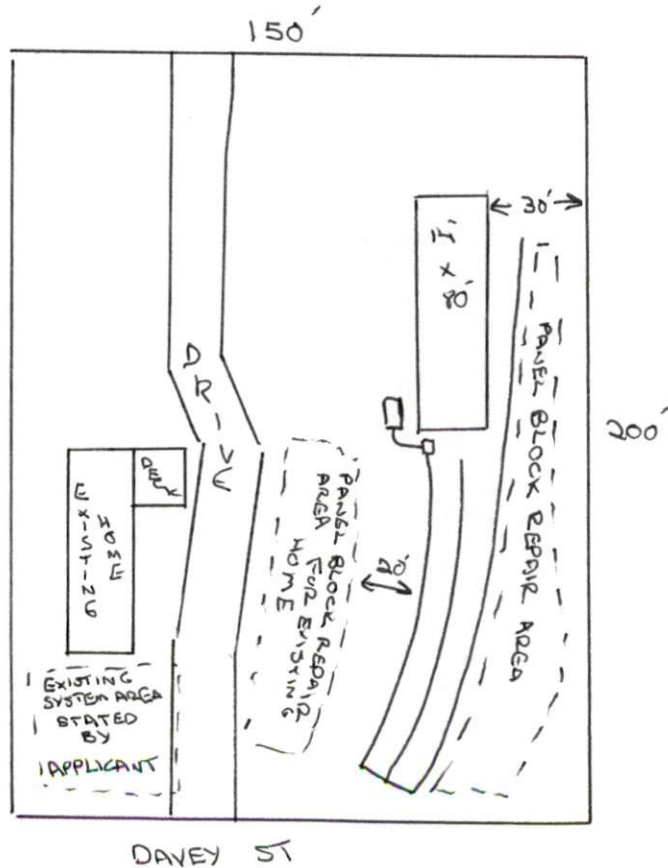 150'
30'
x 80'
200'
DRIVE
DECK
EXISTING
HOME
PANEL BLOCK REPAIR
AREA FOR EXISTING
HOME
20'
PANEL BLOCK REPAIR AREA
EXISTING
SYSTEM AREA
STATED
BY
APPLICANT
DAVEY ST